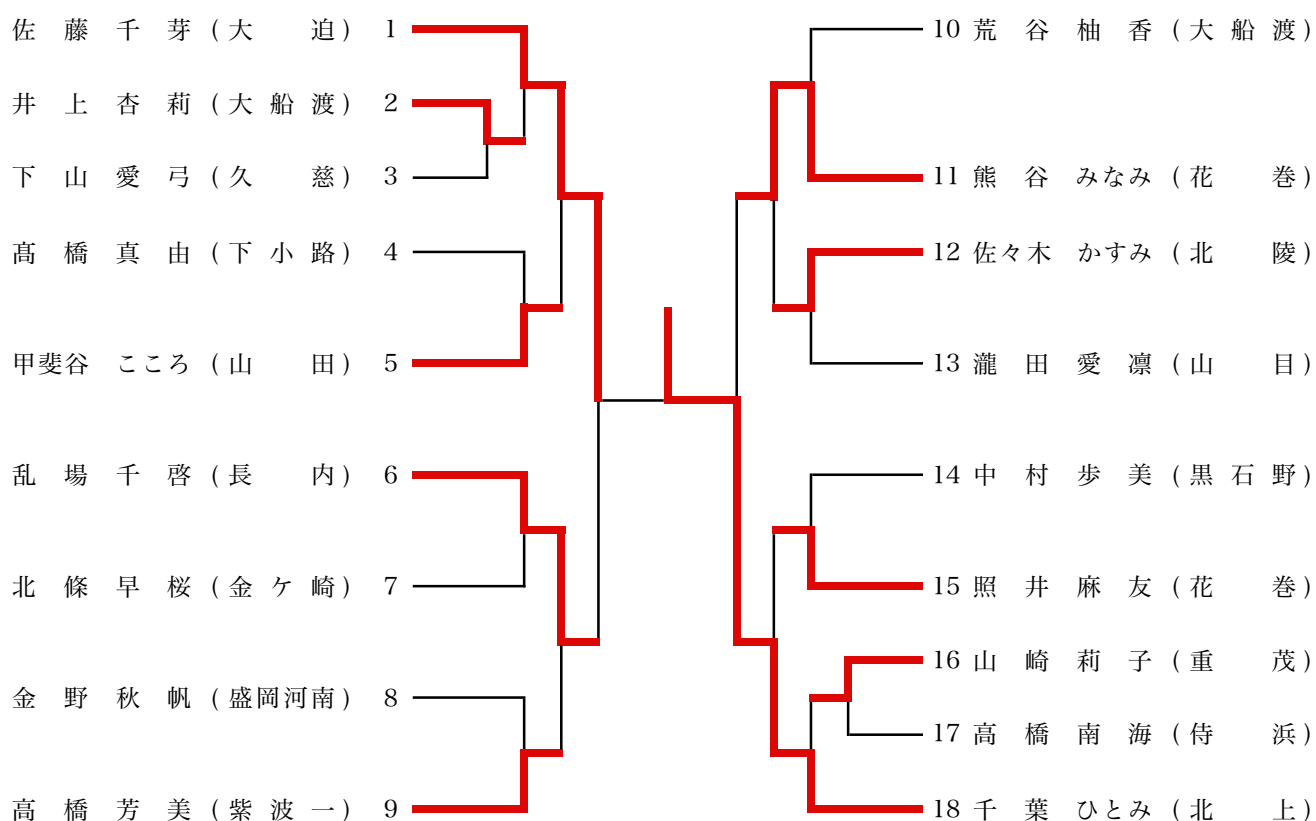 佐藤千芽(大迫) 1
井上杏莉(大船渡) 2
下山愛弓(久慈) 3
髙橋真由(下小路) 4
甲斐谷こころ(山田) 5
乱場千啓(長内) 6
北條早桜(金ケ崎) 7
金野秋帆(盛岡河南) 8
高橋芳美(紫波一) 9
10 荒谷柚香(大船渡)
11 熊谷みなみ(花巻)
12 佐々木かすみ(北陵)
13 瀧田愛凛(山目)
14 中村歩美(黒石野)
15 照井麻友(花巻)
16 山崎莉子(重茂)
17 高橋南海(侍浜)
18 千葉ひとみ(北上)